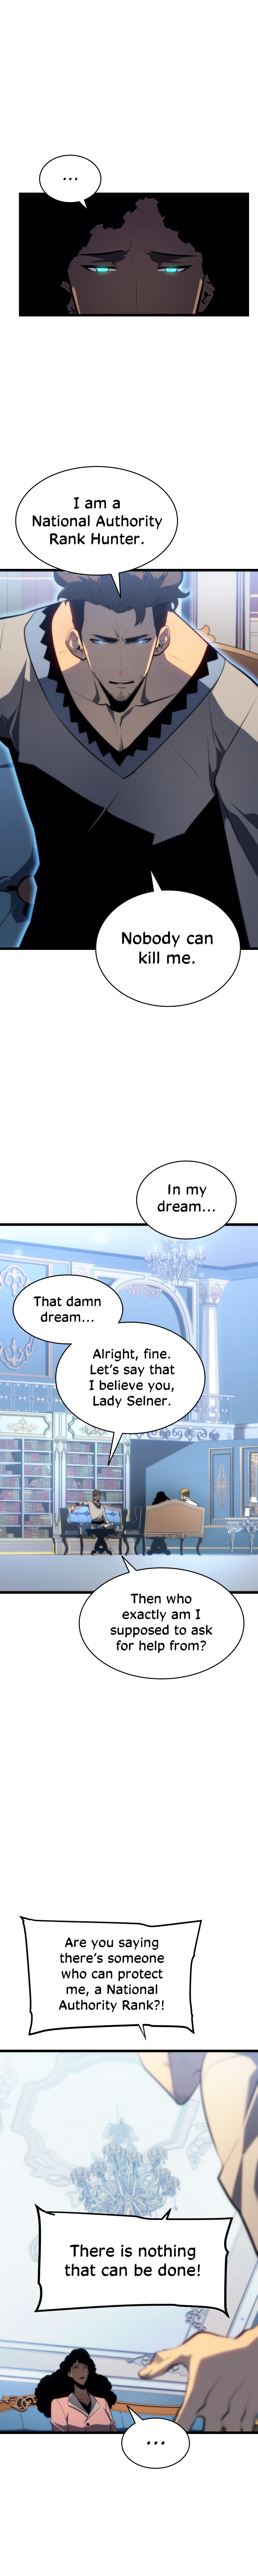 ...
I am a
National Authority
Rank Hunter.
Nobody can
kill me.
In my
dream...
That damn
dream...
Alright, fine.
Let's say that
I believe you,
Lady Selner.
Then who
exactly am I
supposed to ask
for help from?
Are you saying
there's someone
who can protect
me, a National
Authority Rank?!
There is nothing
that can be done!
...